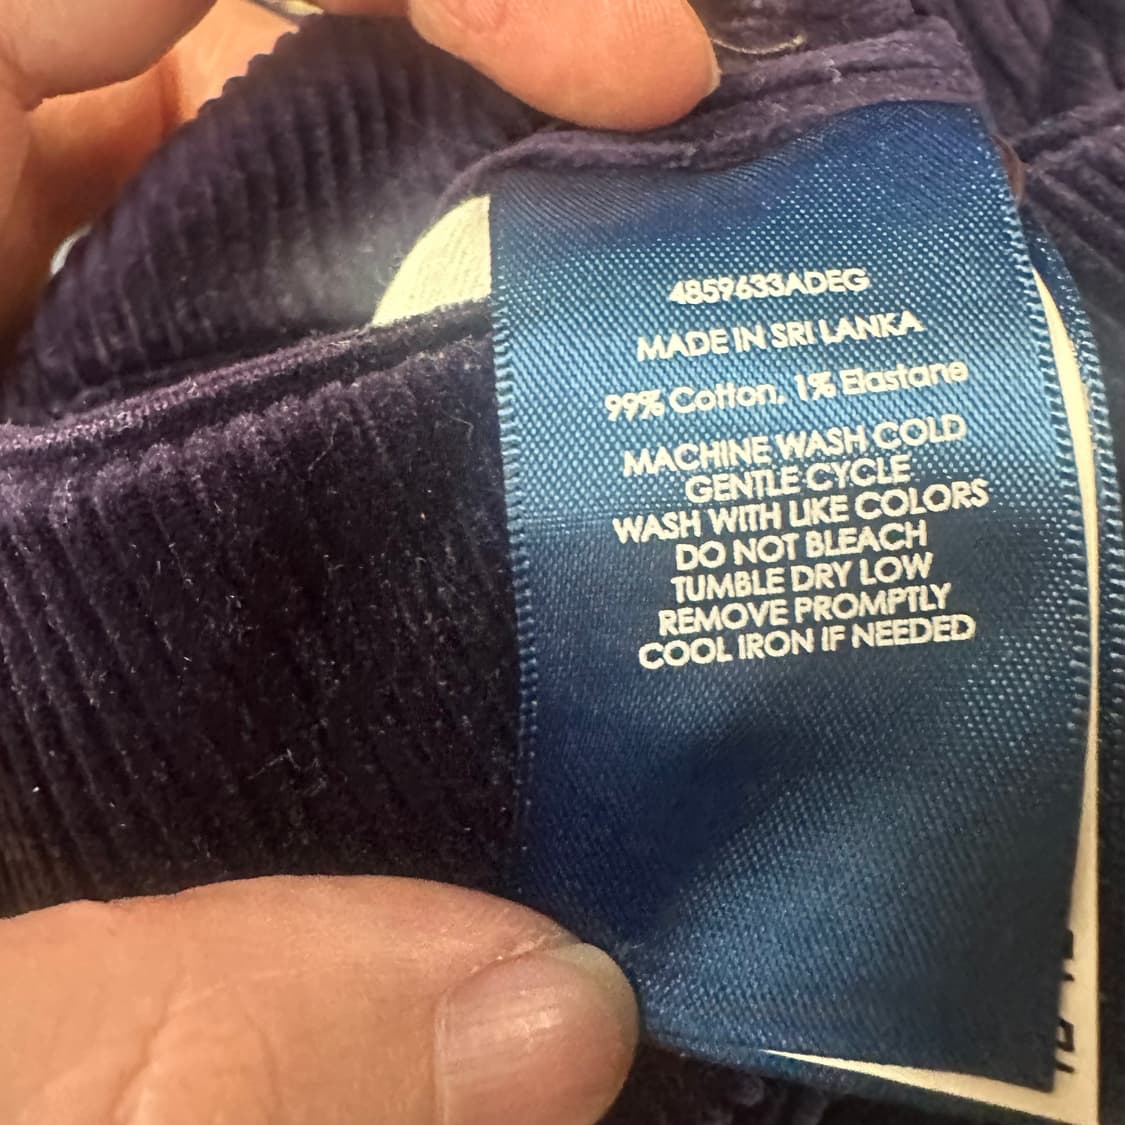 4859633ADEG
MADE IN SRI LANKA
99% Cotton, 1% Elastane
MACHINE WASH COLD
GENTLE CYCLE
WASH WITH LIKE COLORS
DO NOT BLEACH
TUMBLE DRY LOW
REMOVE PROMPTLY
COOL IRON IF NEEDED